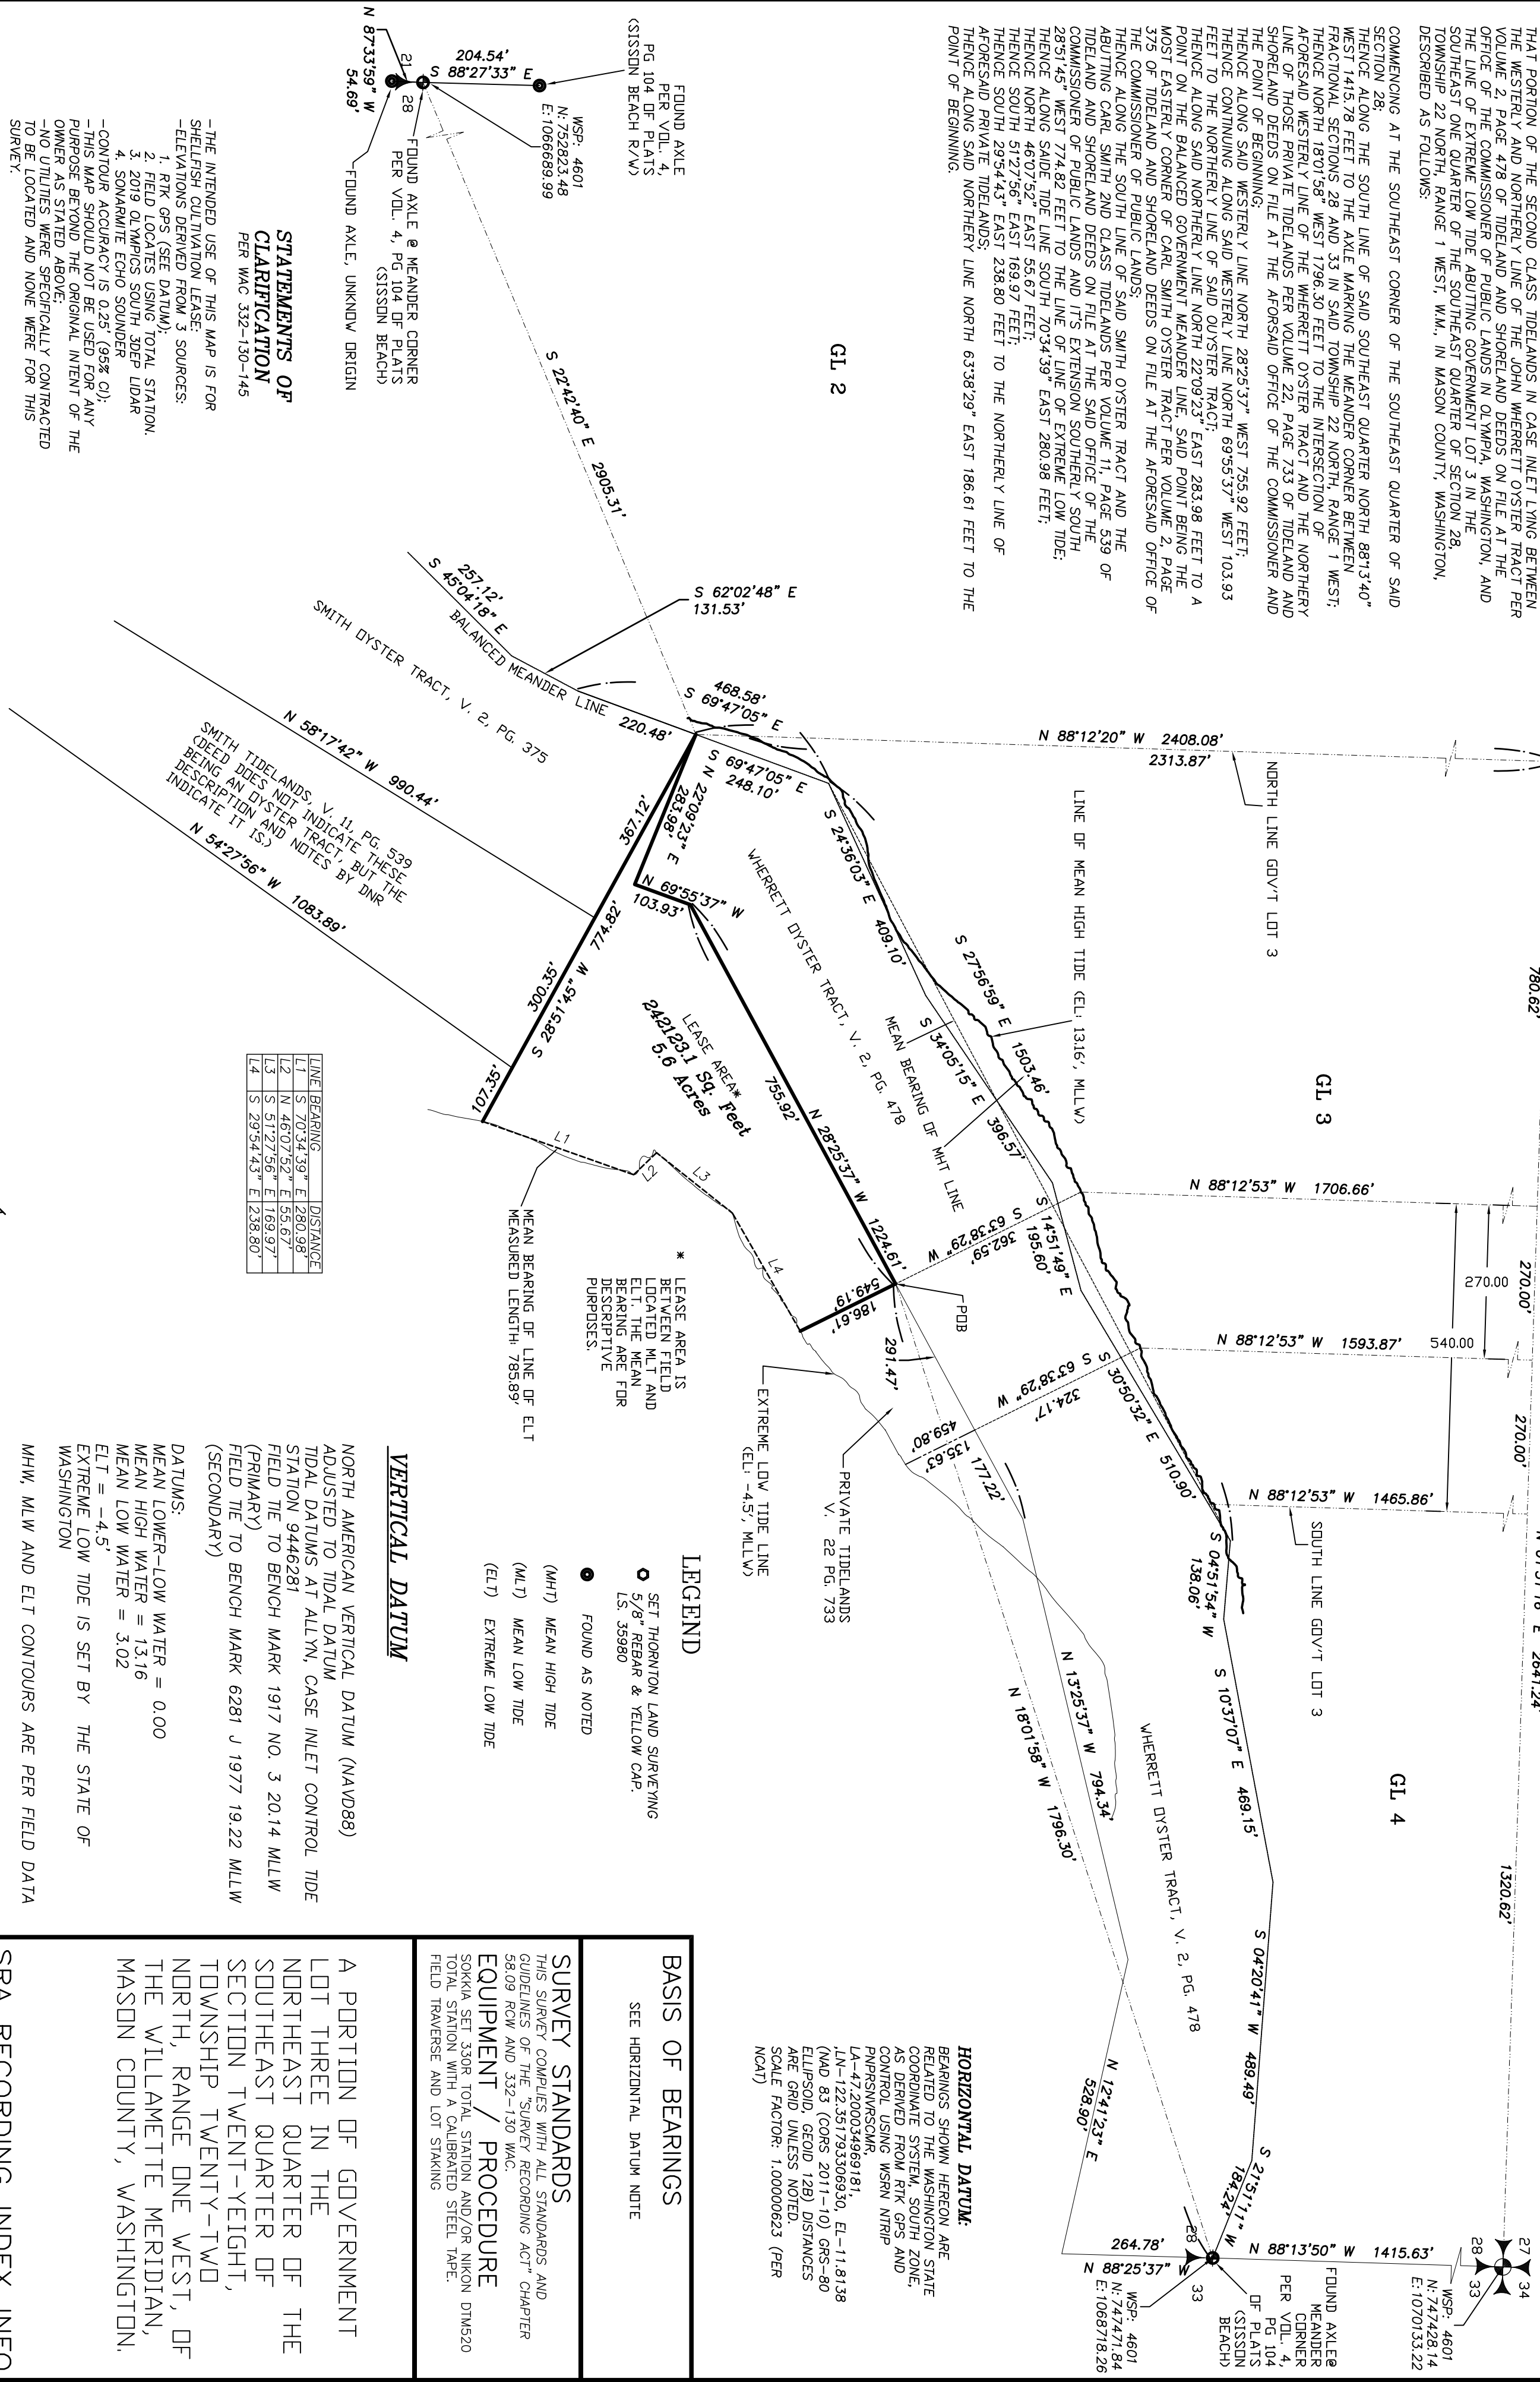 THAT PORTION OF THE SECOND CLASS TIDELANDS IN CASE INLET LYING BETWEEN
THE WESTERLY AND NORTHERLY LINE OF THE JOHN WHERRETT OYSTER TRACT PER
VOLUME 2, PAGE 478 OF TIDELAND AND SHORELAND DEEDS ON FILE AT THE
OFFICE OF THE COMMISSIONER OF PUBLIC LANDS IN OLYMPIA, WASHINGTON, AND
THE LINE OF EXTREME LOW TIDE ABUTTING GOVERNMENT LOT 3 IN THE
SOUTHEAST ONE QUARTER OF THE SOUTHEAST QUARTER OF SECTION 28,
TOWNSHIP 22 NORTH, RANGE 1 WEST, W.M., IN MASON COUNTY, WASHINGTON,
DESCRIBED AS FOLLOWS:
COMMENCING AT THE SOUTHEAST CORNER OF THE SOUTHEAST QUARTER OF SAID
SECTION 28;
THENCE ALONG THE SOUTH LINE OF SAID SOUTHEAST QUARTER NORTH 88°13'40"
WEST 1415.78 FEET TO THE AXLE MARKING THE MEANDER CORNER BETWEEN
FRACTIONAL SECTIONS 28 AND 33 IN SAID TOWNSHIP 22 NORTH, RANGE 1 WEST;
THENCE NORTH 18°01'58" WEST 1796.30 FEET TO THE INTERSECTION OF
AFORESAID WESTERLY LINE OF THE WHERRETT OYSTER TRACT AND THE NORTHERY
LINE OF THOSE PRIVATE TIDELANDS PER VOLUME 22, PAGE 733 OF TIDELAND AND
SHORELAND DEEDS ON FILE AT THE AFORSAID OFFICE OF THE COMMISSIONER AND
THE POINT OF BEGINNING;
THENCE ALONG SAID WESTERLY LINE NORTH 28°25'37" WEST 755.92 FEET;
THENCE CONTINUING ALONG SAID WESTERLY LINE NORTH 69°55'37" WEST 103.93
FEET TO THE NORTHERLY LINE OF SAID OUYSTER TRACT;
THENCE ALONG SAID NORTHERLY LINE NORTH 22°09'23" EAST 283.98 FEET TO A
POINT ON THE BALANCED GOVERNMENT MEANDER LINE, SAID POINT BEING THE
MOST EASTERLY CORNER OF CARL SMITH OYSTER TRACT PER VOLUME 2, PAGE
375 OF TIDELAND AND SHORELAND DEEDS ON FILE AT THE AFORESAID OFFICE OF
THE COMMISSIONER OF PUBLIC LANDS;
THENCE ALONG THE SOUTH LINE OF SAID SMITH OYSTER TRACT AND THE
ABUTTING CARL SMITH 2ND CLASS TIDELANDS PER VOLUME 11, PAGE 539 OF
TIDELAND AND SHORELAND DEEDS ON FILE AT THE SAID OFFICE OF THE
COMMISSIONER OF PUBLIC LANDS AND IT'S EXTENSION SOUTHERLY SOUTH
28°51'45" WEST 774.82 FEET TO THE LINE OF LINE OF EXTREME LOW TIDE;
THENCE ALONG SAIDE TIDE LINE SOUTH 70°34'39" EAST 280.98 FEET;
THENCE NORTH 46°07'52" EAST 55.67 FEET;
THENCE SOUTH 51°27'56" EAST 169.97 FEET;
THENCE SOUTH 29°54'43" EAST 238.80 FEET TO THE NORTHERLY LINE OF
AFORESAID PRIVATE TIDELANDS;
THENCE ALONG SAID NORTHERY LINE NORTH 63°38'29" EAST 186.61 FEET TO THE
POINT OF BEGINNING.
FOUND AXLE
PER VOL. 4,
PG 104 OF PLATS
(SISSON BEACH R/W)
WSP: 4601
N: 752823.48
E: 1066689.99
204.54'
S 88°27'33" E
21
28
N 87°33'59" W
54.69'
FOUND AXLE @ MEANDER CORNER
PER VOL. 4, PG 104 OF PLATS
(SISSON BEACH)
FOUND AXLE, UNKNOW ORIGIN
STATEMENTS OF
CLARIFICATION
PER WAC 332-130-145
-THE INTENDED USE OF THIS MAP IS FOR
SHELLFISH CULTIVATION LEASE:
-ELEVATIONS DERIVED FROM 3 SOURCES:
1. RTK GPS (SEE DATUM);
2. FIELD LOCATES USING TOTAL STATION.
3. 2019 OLYMPICS SOUTH 3DEP LIDAR
4. SONARMITE ECHO SOUNDER
-CONTOUR ACCURACY IS 0.25' (95% CI);
-THIS MAP SHOULD NOT BE USED FOR ANY
PURPOSE BEYOND THE ORIGINAL INTENT OF THE
OWNER AS STATED ABOVE;
-NO UTILITIES WERE SPECIFICALLY CONTRACTED
TO BE LOCATED AND NONE WERE FOR THIS
SURVEY.
GL 2
S 22°42'40" E 2905.31'
S 62°02'48" E
131.53'
257.12'
S 45°04'18" E
BALANCED MEANDER LINE
220.48'
468.58'
S 69°47'05" E
S 69°47'05" E
248.10'
SMITH OYSTER TRACT, V. 2, PG. 375
N 58°17'42" W 990.44'
SMITH TIDELANDS, V. 11, PG. 539
(DEED DOES NOT INDICATE THESE
BEING AN OYSTER TRACT, BUT THE
DESCRIPTION AND NOTES BY DNR
INDICATE IT IS.)
N 54°27'56" W 1083.89'
N 88°12'20" W 2408.08'
2313.87'
NORTH LINE GOV'T LOT 3
780.62'
GL 3
LINE OF MEAN HIGH TIDE (EL: 13.16', MLLW)
N 22°09'23" E
283.98'
367.12'
N 69°55'37" W
103.93'
774.82'
300.35'
S 28°51'45" W
107.35'
S 24°36'03" E 409.10'
WHERRETT OYSTER TRACT, V. 2, PG. 478
S 27°56'59" E 1503.46'
MEAN BEARING OF MHT LINE
S 34°05'15" E 396.57'
LEASE AREA*
242123.1 Sq. Feet
5.6 Acres
755.92'
N 28°25'37" W 1224.61'
S 14°51'49" E
195.60'
S 63°38'29" W
362.59'
N 88°12'53" W 1706.66'
270.00'
270.00
540.00
N 88°12'53" W 1593.87'
270.00'
POB
549.19'
186.61'
291.47'
S 63°38'29" W
324.17'
459.80'
135.63'
177.22'
S 30°50'32" E 510.90'
N 88°12'53" W 1465.86'
SOUTH LINE GOV'T LOT 3
S 04°51'54" W
138.06'
LINE BEARING DISTANCE
L1 S 70°34'39" E 280.98'
L2 N 46°07'52" E 55.67'
L3 S 51°27'56" E 169.97'
L4 S 29°54'43" E 238.80'
L1
L2
L3
L4
MEAN BEARING OF LINE OF ELT
MEASURED LENGTH: 785.89'
* LEASE AREA IS
BETWEEN FIELD
LOCATED MLT AND
ELT. THE MEAN
BEARING ARE FOR
DESCRIPTIVE
PURPOSES.
EXTREME LOW TIDE LINE
(EL: -4.5', MLLW)
PRIVATE TIDELANDS
V. 22 PG. 733
LEGEND
SET THORNTON LAND SURVEYING
5/8" REBAR & YELLOW CAP.
LS. 35980
FOUND AS NOTED
(MHT) MEAN HIGH TIDE
(MLT) MEAN LOW TIDE
(ELT) EXTREME LOW TIDE
VERTICAL DATUM
NORTH AMERICAN VERTICAL DATUM (NAVD88)
ADJUSTED TO TIDAL DATUM
TIDAL DATUMS AT ALLYN, CASE INLET CONTROL TIDE
STATION 9446281
FIELD TIE TO BENCH MARK 1917 NO. 3 20.14 MLLW
(PRIMARY)
FIELD TIE TO BENCH MARK 6281 J 1977 19.22 MLLW
(SECONDARY)
DATUMS:
MEAN LOWER-LOW WATER = 0.00
MEAN HIGH WATER = 13.16
MEAN LOW WATER = 3.02
ELT = -4.5'
EXTREME LOW TIDE IS SET BY THE STATE OF
WASHINGTON
MHW, MLW AND ELT CONTOURS ARE PER FIELD DATA
GL 4
S 10°37'07" E 469.15'
N 13°25'37" W 794.34'
N 18°01'58" W 1796.30'
WHERRETT OYSTER TRACT, V. 2, PG. 478
1320.62'
S 04°20'41" W 489.49'
N 12°41'23" E
528.90'
S 21°51'11" W
184.24'
264.78'
N 88°25'37" W
28
33
N 88°13'50" W 1415.63'
27
34
28
33
WSP: 4601
N: 747428.14
E: 1070133.22
FOUND AXLE@
MEANDER
CORNER
PER VOL. 4,
PG 104
OF PLATS
(SISSON
BEACH)
WSP: 4601
N: 747471.84
E: 1068718.26
HORIZONTAL DATUM:
BEARINGS SHOWN HEREON ARE
RELATED TO THE WASHINGTON STATE
COORDINATE SYSTEM, SOUTH ZONE,
AS DERIVED FROM RTK GPS AND
CONTROL USING WSRN NTRIP
PNPRSNVRSCMR,
LA-47.200034969181,
,LN-122.351793306930, EL-11.8138
(NAD 83 (CORS 2011-10) GRS-80
ELLIPSOID, GEOID 12B) DISTANCES
ARE GRID UNLESS NOTED.
SCALE FACTOR: 1.00000623 (PER
NCAT)
BASIS OF BEARINGS
SEE HORIZONTAL DATUM NOTE
SURVEY STANDARDS
THIS SURVEY COMPLIES WITH ALL STANDARDS AND
GUIDELINES OF THE "SURVEY RECORDING ACT" CHAPTER
58.09 RCW AND 332-130 WAC.
EQUIPMENT / PROCEDURE
SOKKIA SET 330R TOTAL STATION AND/OR NIKON DTM520
TOTAL STATION WITH A CALIBRATED STEEL TAPE.
FIELD TRAVERSE AND LOT STAKING
A PORTION OF GOVERNMENT
LOT THREE IN THE
NORTHEAST QUARTER OF THE
SOUTHEAST QUARTER OF
SECTION TWENT-YEIGHT,
TOWNSHIP TWENTY-TWO
NORTH, RANGE ONE WEST, OF
THE WILLAMETTE MERIDIAN,
MASON COUNTY, WASHINGTON.
SRA RECORDING INDEX INFO